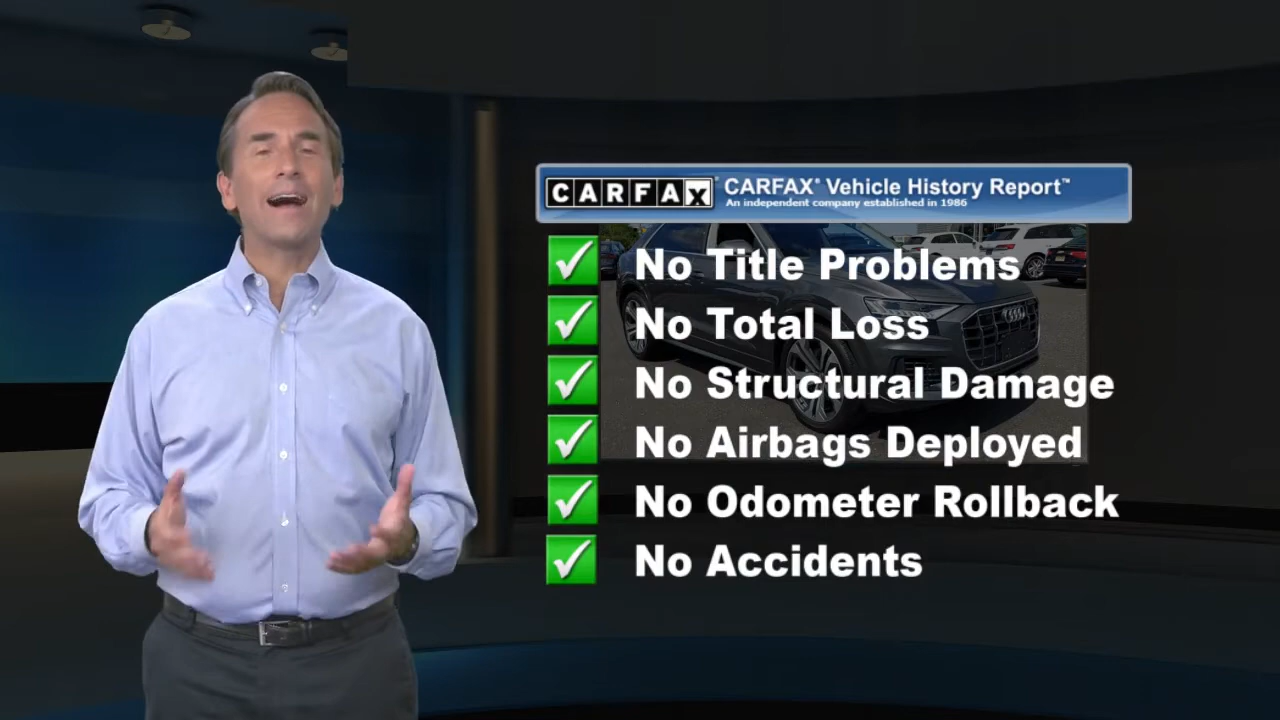 CARFAX® CARFAX® Vehicle History Report™
An independent company established in 1986
No Title Problems
No Total Loss
No Structural Damage
No Airbags Deployed
No Odometer Rollback
No Accidents